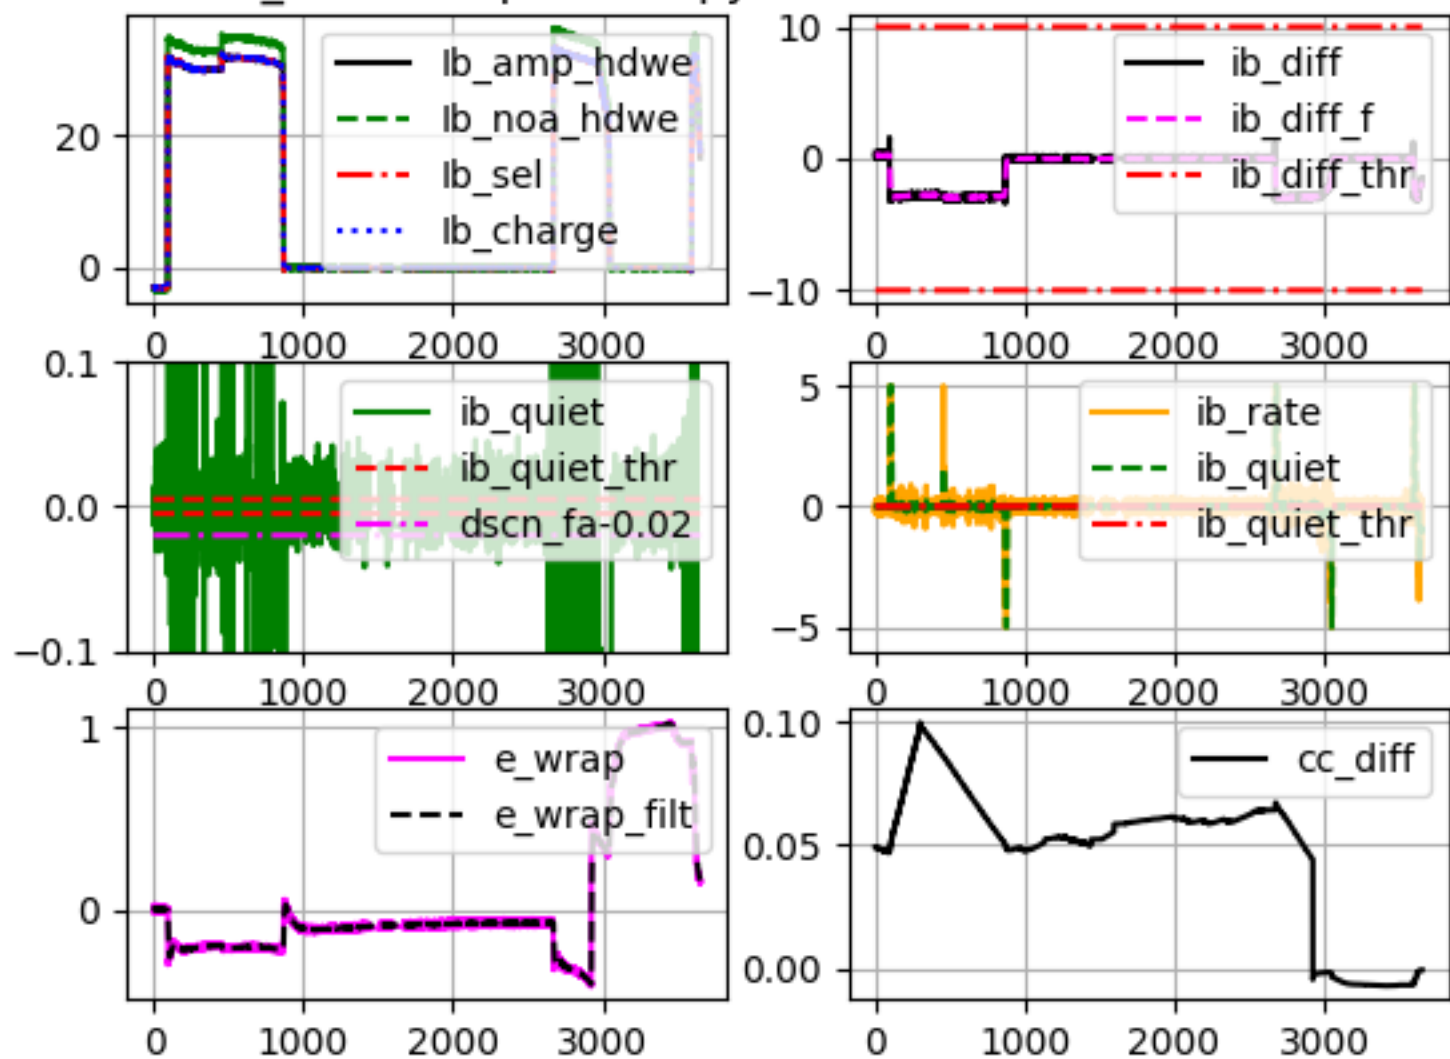 Ib_amp_hdwe
Ib_noa_hdwe
Ib_sel
Ib_charge
20
0
0 1000 2000 3000
ib_diff
ib_diff_f
ib_diff_thr
10
0
−10
0 1000 2000 3000
ib_quiet
ib_quiet_thr
dscn_fa-0.02
0.1
0.0
−0.1
0 1000 2000 3000
ib_rate
ib_quiet
ib_quiet_thr
5
0
−5
0 1000 2000 3000
e_wrap
e_wrap_filt
1
0
0 1000 2000 3000
cc_diff
0.10
0.05
0.00
0 1000 2000 3000